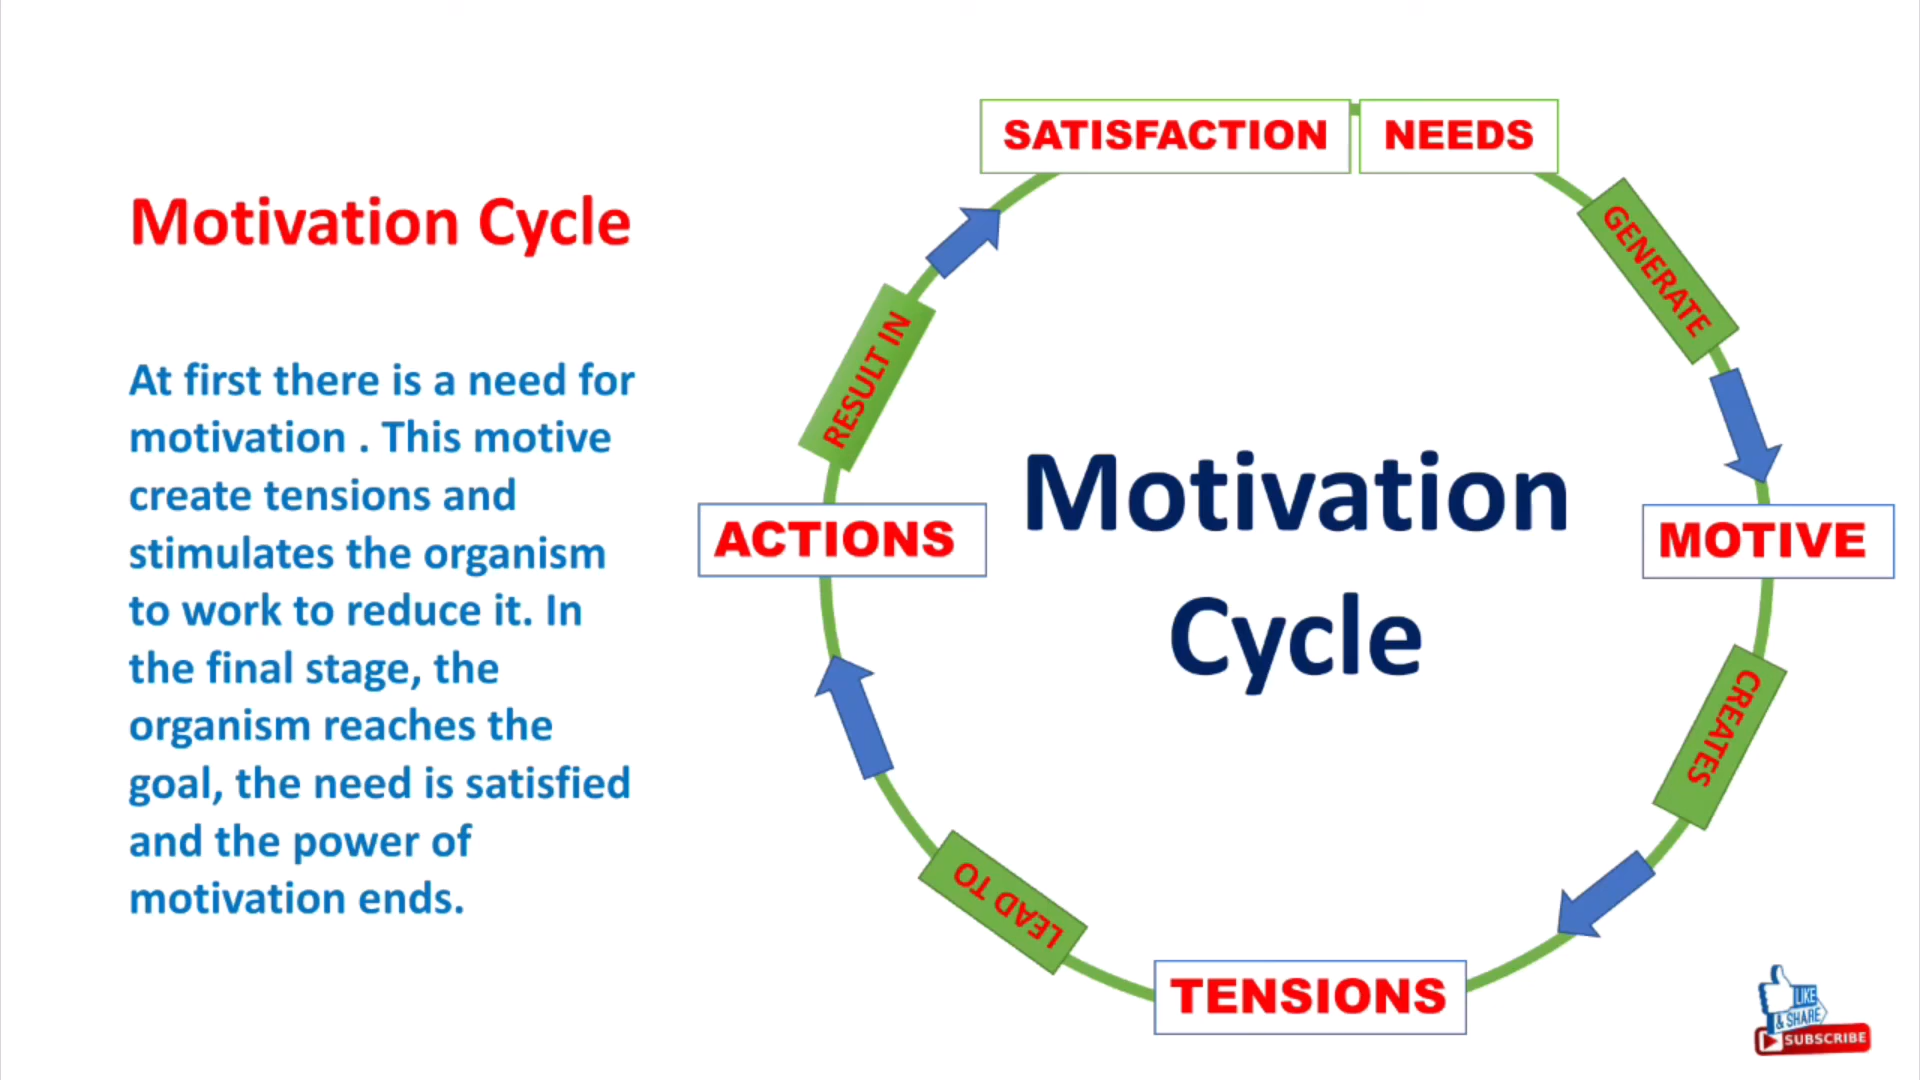 Motivation Cycle
At first there is a need for
motivation . This motive
create tensions and
stimulates the organism
to work to reduce it. In
the final stage, the
organism reaches the
goal, the need is satisfied
and the power of
motivation ends.
SATISFACTION
NEEDS
GENERATE
MOTIVE
CREATES
TENSIONS
LEAD TO
ACTIONS
RESULT IN
Motivation
Cycle
LIKE
& SHARE
SUBSCRIBE